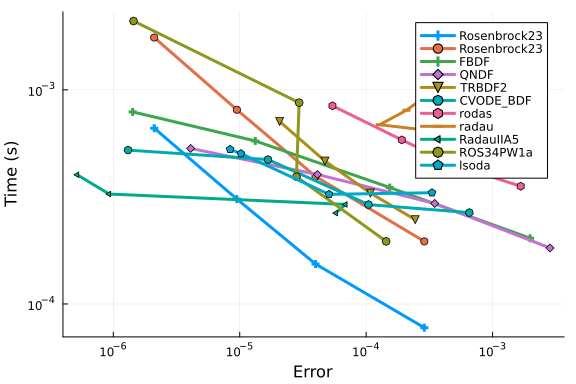 Time (s)
10⁻³
10⁻⁴
Rosenbrock23
Rosenbrock23
FBDF
QNDF
TRBDF2
CVODE_BDF
rodas
radau
RadauIIA5
ROS34PW1a
lsoda
10⁻⁶ 10⁻⁵ 10⁻⁴ 10⁻³
Error